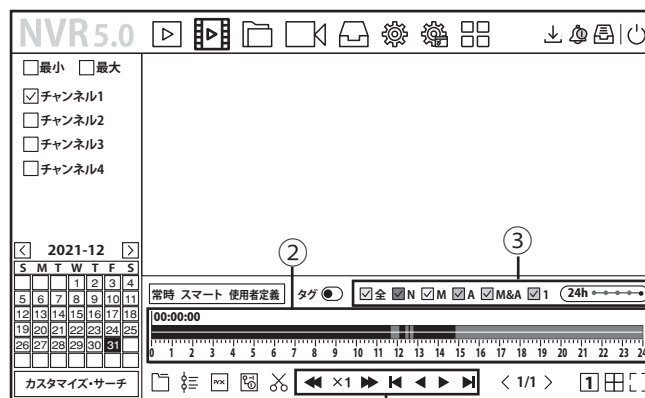 NVR 5.0
最小 最大
チャンネル1
チャンネル2
チャンネル3
チャンネル4
2021-12
S M T W T F S
1 2 3 4
5 6 7 8 9 10 11
12 13 14 15 16 17 18
19 20 21 22 23 24 25
26 27 28 29 30 31
カスタマイズ・サーチ
②
③
常時 スマート 使用者定義 タグ 全 N M A M&A 1 24h
00:00:00
0 1 2 3 4 5 6 7 8 9 10 11 12 13 14 15 16 17 18 19 20 21 22 23 24
×1 1/1 1